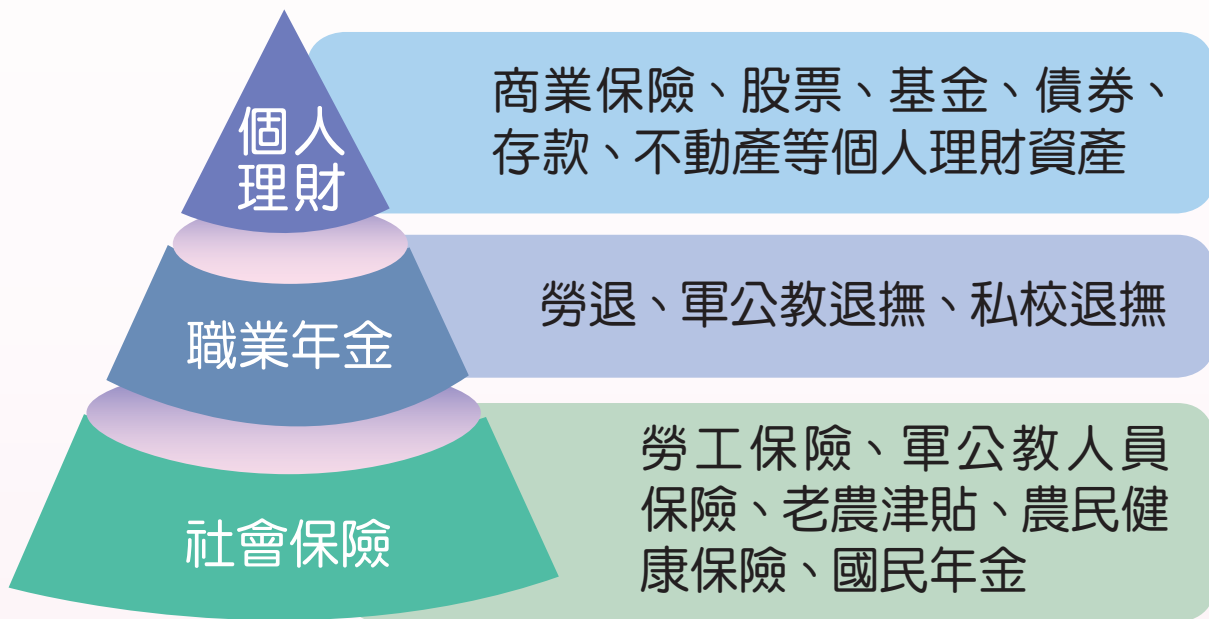 個人
理財
商業保險、股票、基金、債券、
存款、不動產等個人理財資產
職業年金
勞退、軍公教退撫、私校退撫
社會保險
勞工保險、軍公教人員
保險、老農津貼、農民健
康保險、國民年金